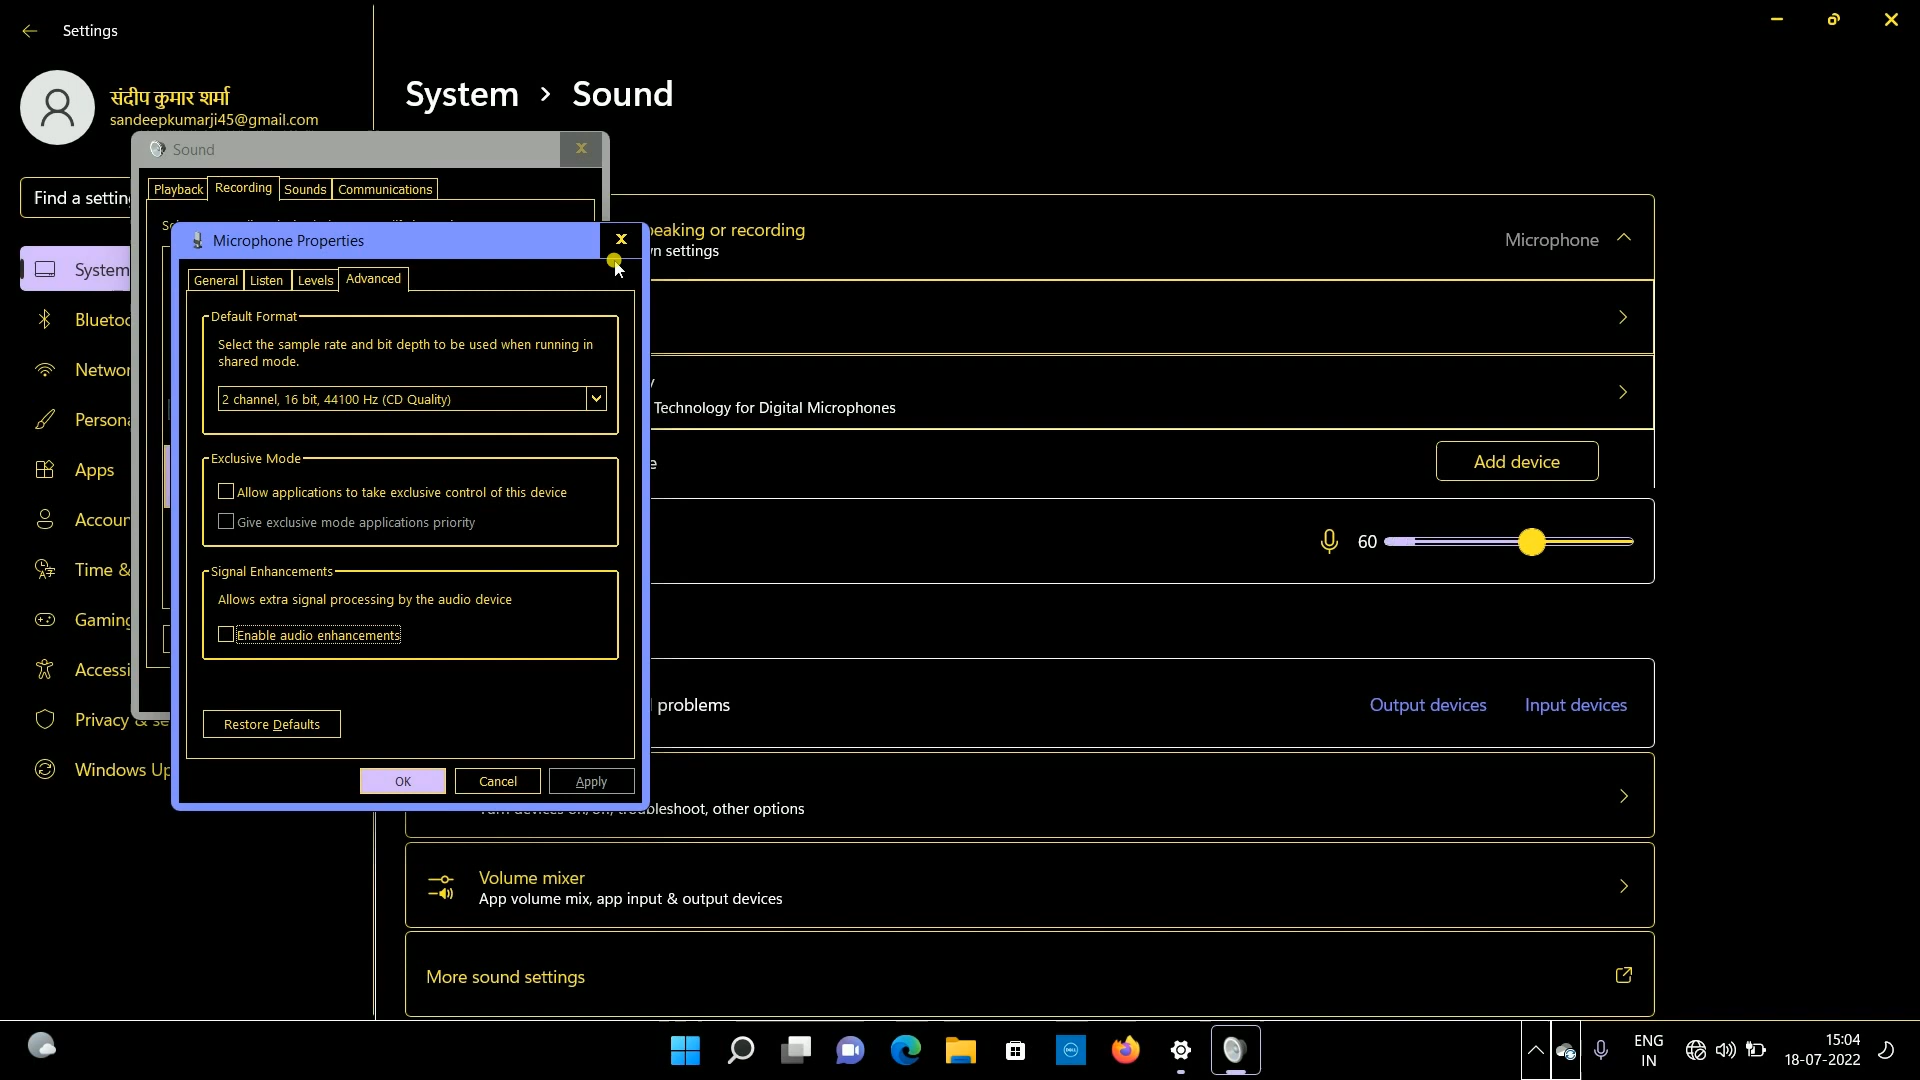 Settings
संदीप कुमार शर्मा
sandeepkumarji45@gmail.com
Find a settin
System
Bluetoo
Networ
Persona
Apps
Accour
Time &
Gaming
Accessi
Privacy & se
Windows Up
System > Sound
Sound
Playback
Recording
Sounds
Communications
Microphone Properties
General
Listen
Levels
Advanced
Default Format
Select the sample rate and bit depth to be used when running in
shared mode.
2 channel, 16 bit, 44100 Hz (CD Quality)
Exclusive Mode
Allow applications to take exclusive control of this device
Give exclusive mode applications priority
Signal Enhancements
Allows extra signal processing by the audio device
Enable audio enhancements
Restore Defaults
OK
Cancel
Apply
eaking or recording
n settings
Microphone
Technology for Digital Microphones
Add device
60
problems
Output devices
Input devices
bleshoot, other options
Volume mixer
App volume mix, app input & output devices
More sound settings
DELL
ENG
IN
15:04
18-07-2022